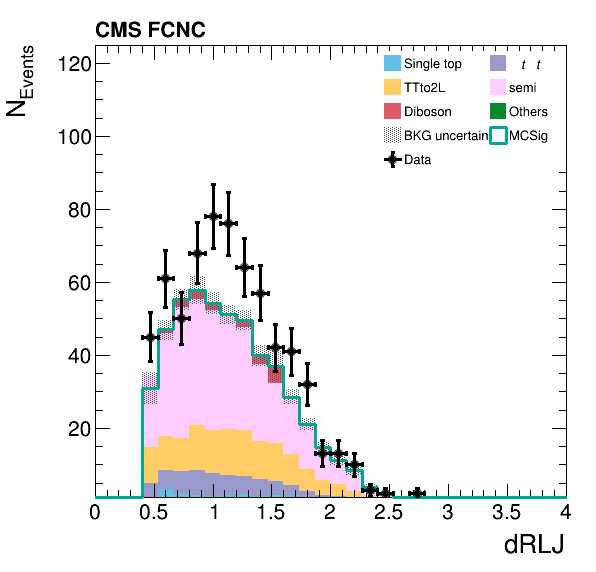 CMS FCNC
N_Events
120
100
80
60
40
20
Single top
t t
TTto2L
semi
Diboson
Others
BKG uncertain
MCSig
Data
0 0.5 1 1.5 2 2.5 3 3.5 4
dRLJ